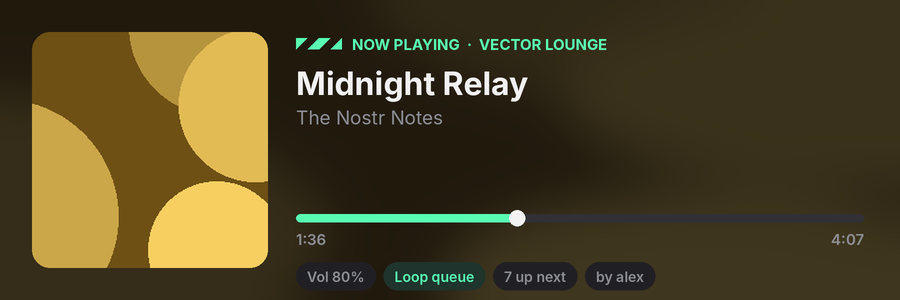 NOW PLAYING · VECTOR LOUNGE
Midnight Relay
The Nostr Notes
1:36 4:07
Vol 80% Loop queue 7 up next by alex